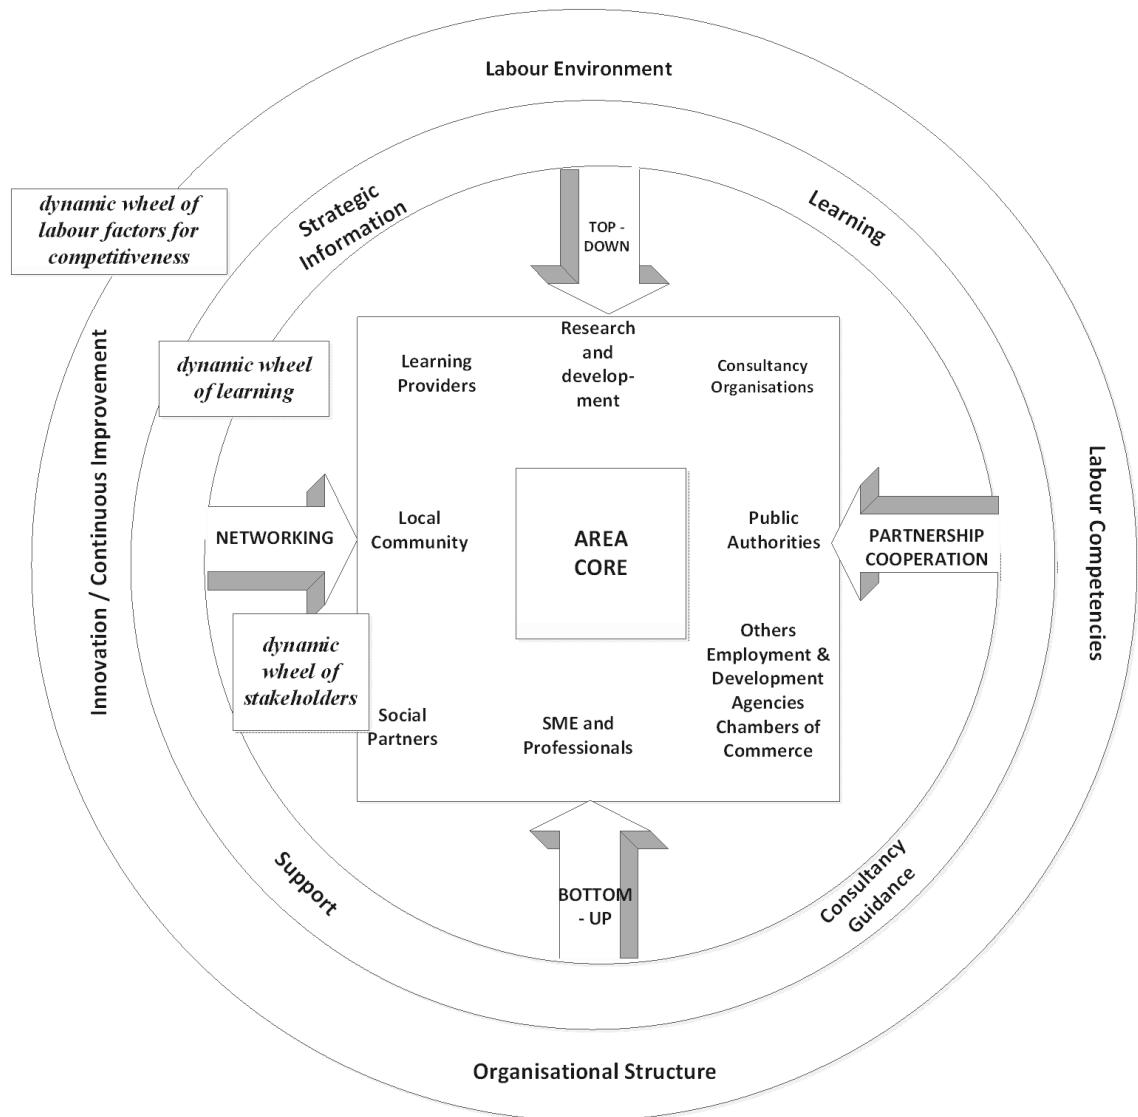 Labour Environment
dynamic wheel of
labour factors for
competitiveness
Strategic
Information
Learning
TOP -
DOWN
dynamic wheel
of learning
Learning
Providers
Research
and
develop-
ment
Consultancy
Organisations
Innovation / Continuous Improvement
Labour Competencies
NETWORKING
Local
Community
AREA
CORE
Public
Authorities
PARTNERSHIP
COOPERATION
dynamic
wheel of
stakeholders
Social
Partners
SME and
Professionals
Others
Employment &
Development
Agencies
Chambers of
Commerce
Support
BOTTOM
- UP
Consultancy
Guidance
Organisational Structure